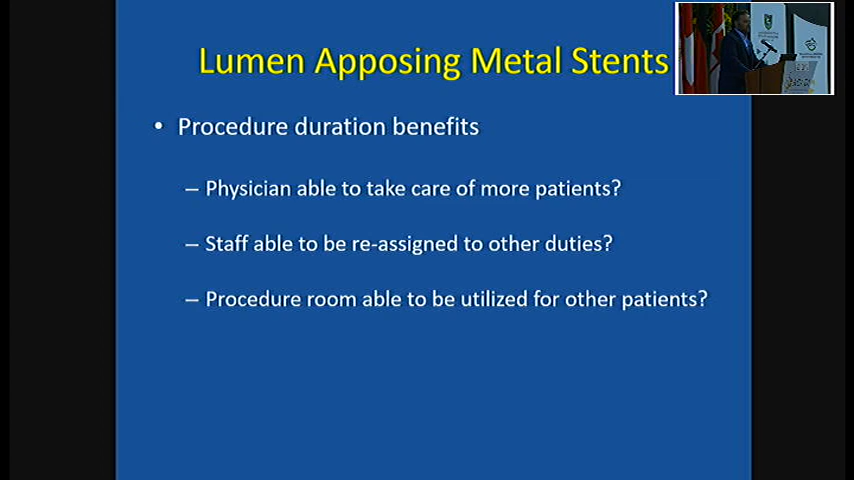 Lumen Apposing Metal Stents
• Procedure duration benefits
– Physician able to take care of more patients?
– Staff able to be re-assigned to other duties?
– Procedure room able to be utilized for other patients?